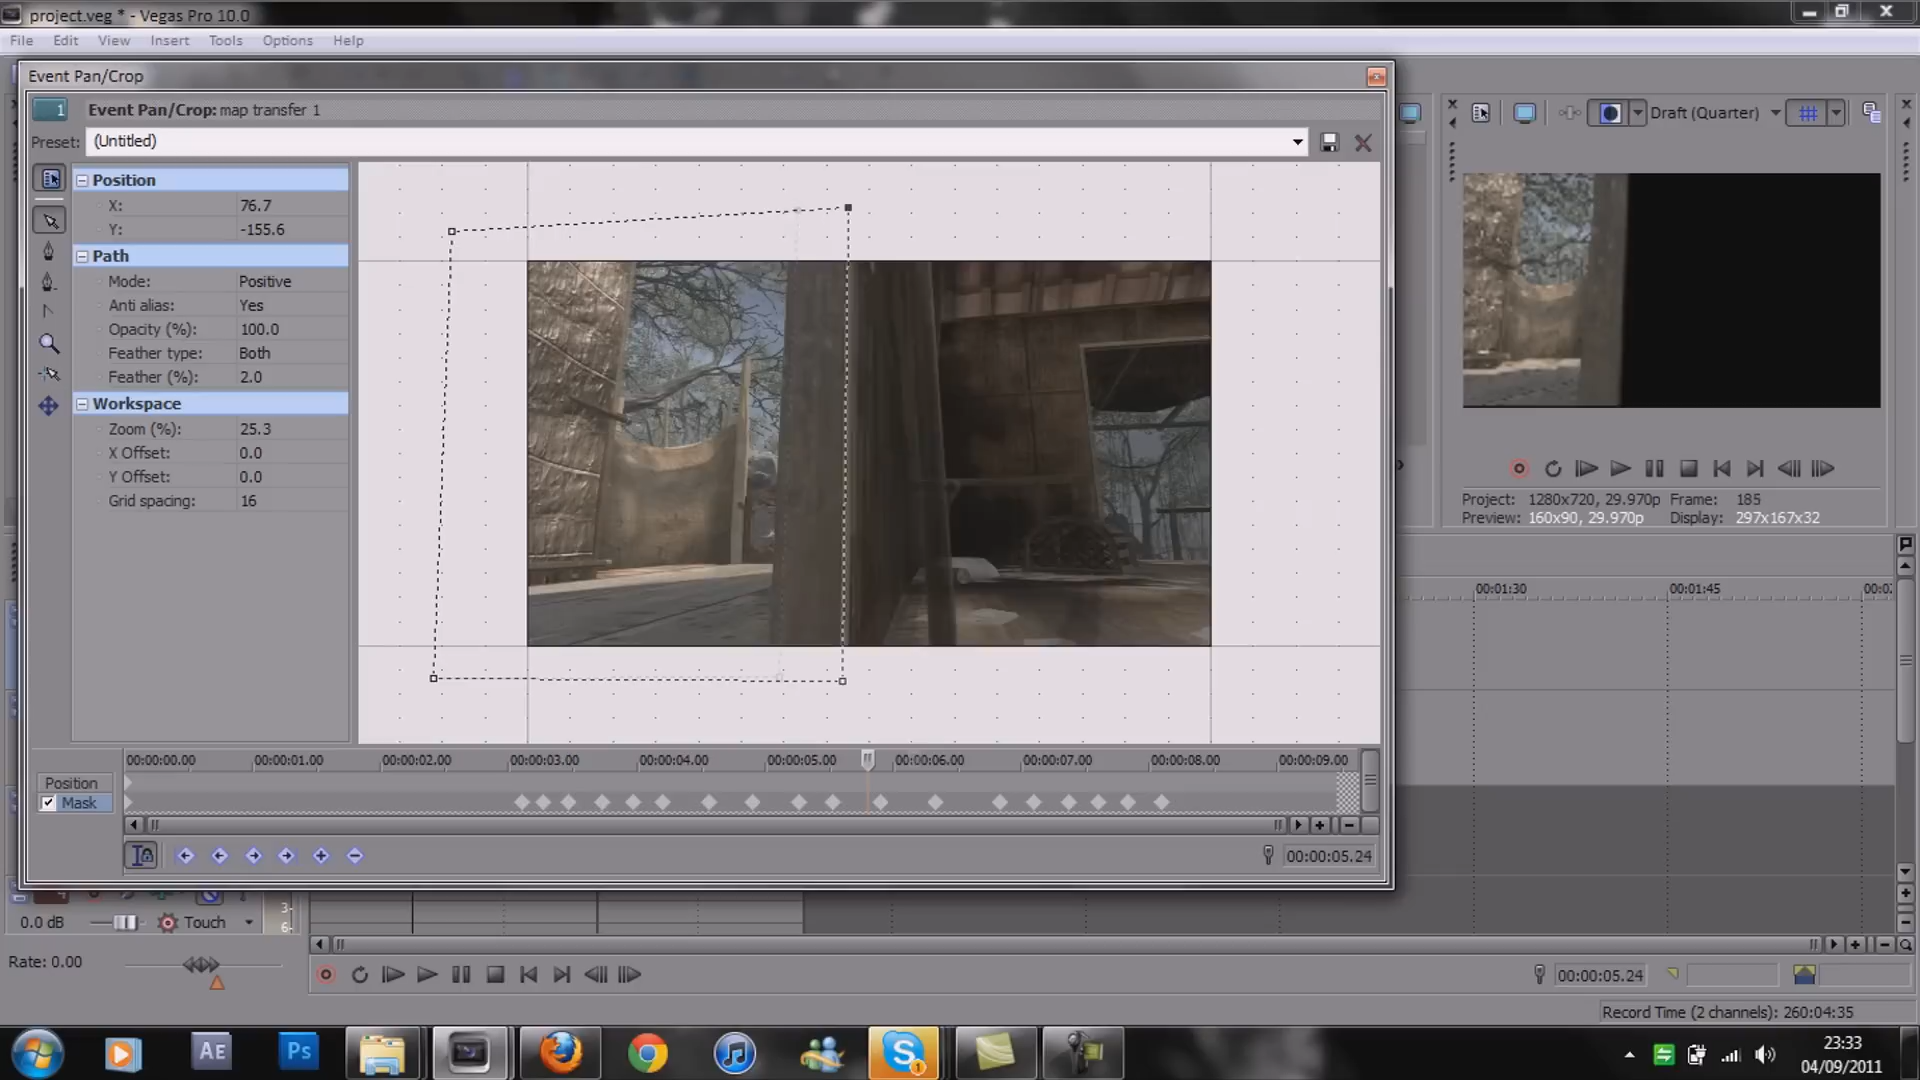 project.veg * - Vegas Pro 10.0
File Edit View Insert Tools Options Help
Event Pan/Crop
1 Event Pan/Crop: map transfer 1
Preset: (Untitled)
Draft (Quarter)
Position
X: 76.7
Y: -155.6
Path
Mode: Positive
Anti alias: Yes
Opacity (%): 100.0
Feather type: Both
Feather (%): 2.0
Workspace
Zoom (%): 25.3
X Offset: 0.0
Y Offset: 0.0
Grid spacing: 16
Project: 1280x720, 29.970p Frame: 185
Preview: 160x90, 29.970p Display: 297x167x32
00:01:30 00:01:45 00:0
00:00:00.00 00:00:01.00 00:00:02.00 00:00:03.00 00:00:04.00 00:00:05.00 00:00:06.00 00:00:07.00 00:00:08.00 00:00:09.00
Position
Mask
00:00:05.24
4
0.0 dB Touch
3-
6-
Rate: 0.00
00:00:05.24
Record Time (2 channels): 260:04:35
AE Ps S 1
23:33
04/09/2011